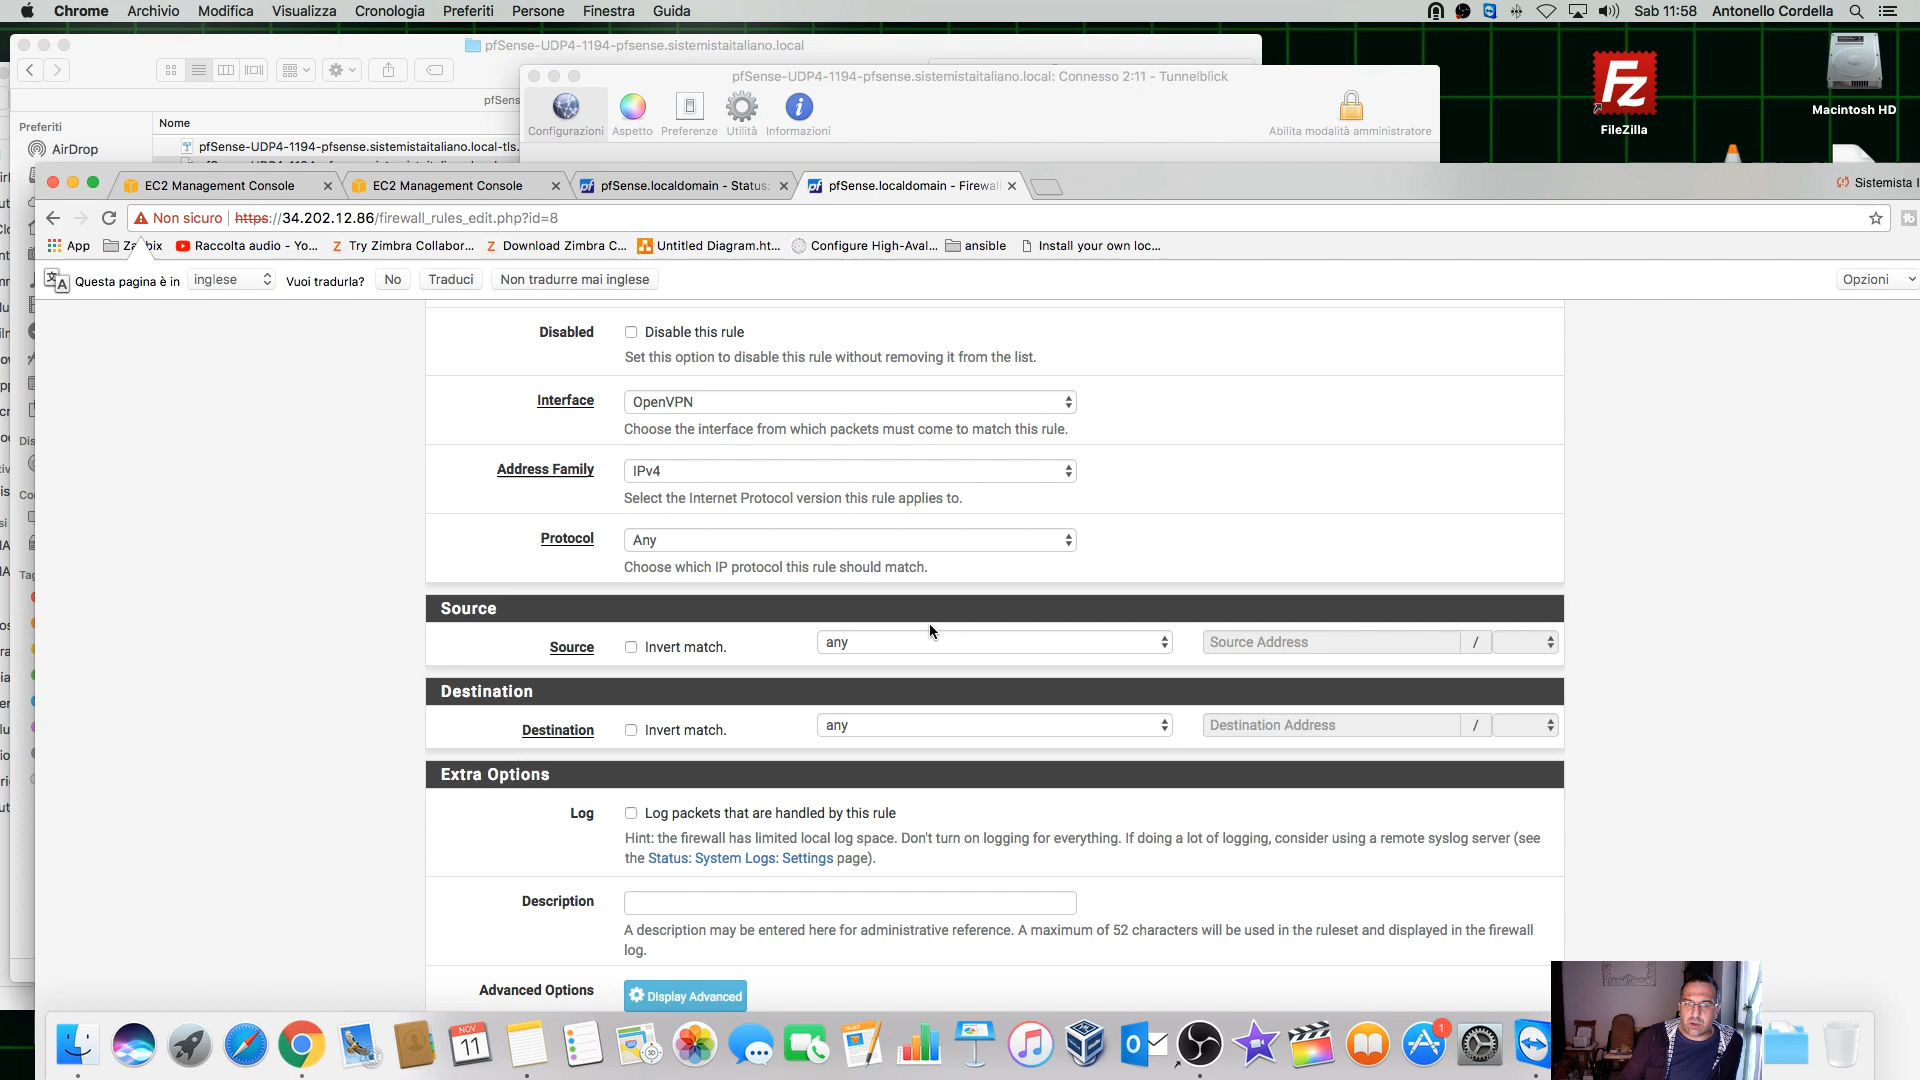 Chrome Archivio Modifica Visualizza Cronologia Preferiti Persone Finestra Guida Sab 11:58 Antonello Cordella
pfSense-UDP4-1194-pfsense.sistemistaitaliano.local
pfSense-UDP4-1194-pfsense.sistemistaitaliano.local: Connesso 2:11 - Tunnelblick
pfSens
Configurazioni Aspetto Preferenze Utilità Informazioni Abilita modalità amministratore
Preferiti
Nome
AirDrop
pfSense-UDP4-1194-pfsense.sistemistaitaliano.local-tls.
FileZilla
Macintosh HD
EC2 Management Console
EC2 Management Console
pfSense.localdomain - Status:
pfSense.localdomain - Firewal
Sistemista I
Non sicuro https://34.202.12.86/firewall_rules_edit.php?id=8
App Zabbix Raccolta audio - Yo... Try Zimbra Collabor... Download Zimbra C... Untitled Diagram.ht... Configure High-Aval... ansible Install your own loc...
Questa pagina è in inglese Vuoi tradurla? No Traduci Non tradurre mai inglese Opzioni
Disabled Disable this rule
Set this option to disable this rule without removing it from the list.
Interface OpenVPN
Choose the interface from which packets must come to match this rule.
Address Family IPv4
Select the Internet Protocol version this rule applies to.
Protocol Any
Choose which IP protocol this rule should match.
Source
Source Invert match. any Source Address /
Destination
Destination Invert match. any Destination Address /
Extra Options
Log Log packets that are handled by this rule
Hint: the firewall has limited local log space. Don't turn on logging for everything. If doing a lot of logging, consider using a remote syslog server (see
the Status: System Logs: Settings page).
Description
A description may be entered here for administrative reference. A maximum of 52 characters will be used in the ruleset and displayed in the firewall
log.
Advanced Options Display Advanced
NOV
11
1